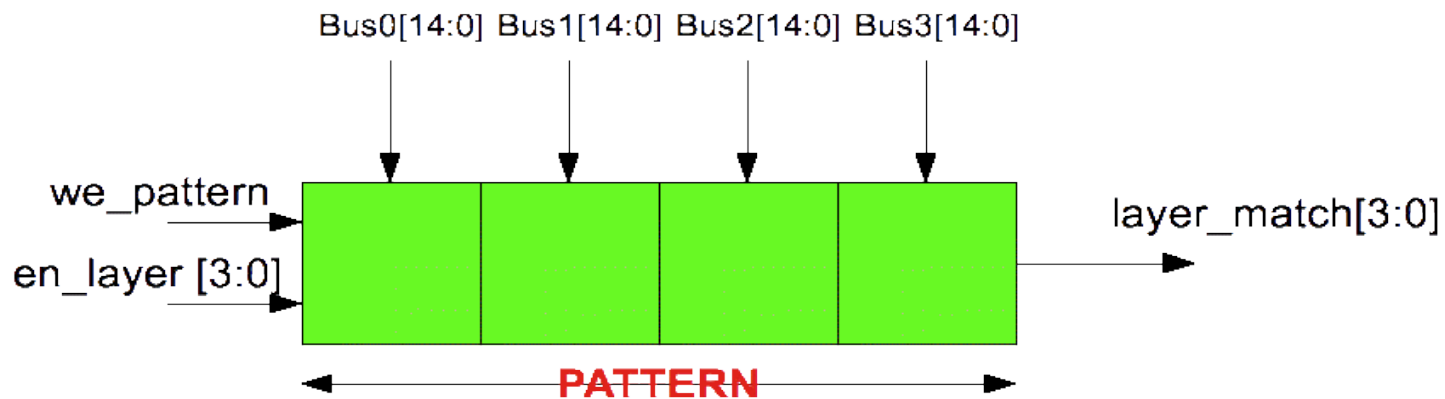 Bus0[14:0] Bus1[14:0] Bus2[14:0] Bus3[14:0]
we_pattern
layer_match[3:0]
en_layer [3:0]
PATTERN